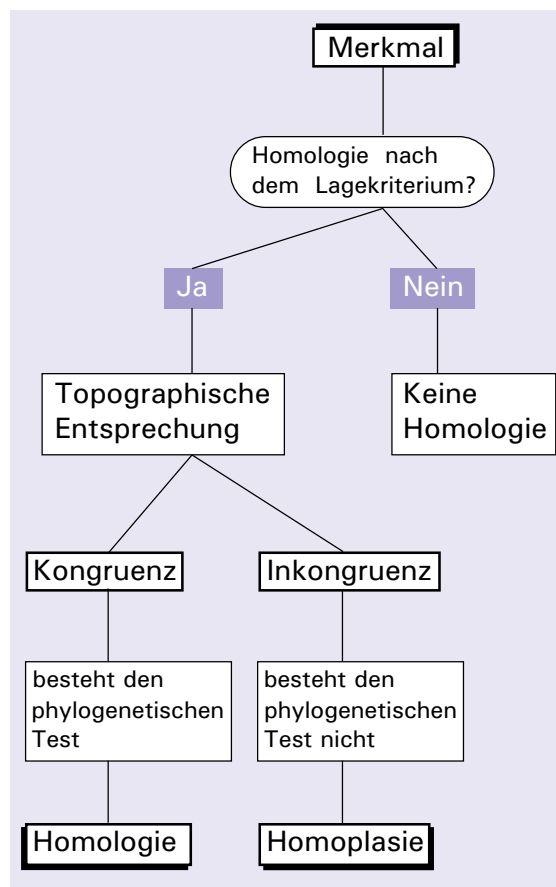 Merkmal
Homologie nach
dem Lagekriterium?
Ja
Nein
Topographische
Entsprechung
Keine
Homologie
Kongruenz
Inkongruenz
besteht den
phylogenetischen
Test
besteht den
phylogenetischen
Test nicht
Homologie
Homoplasie